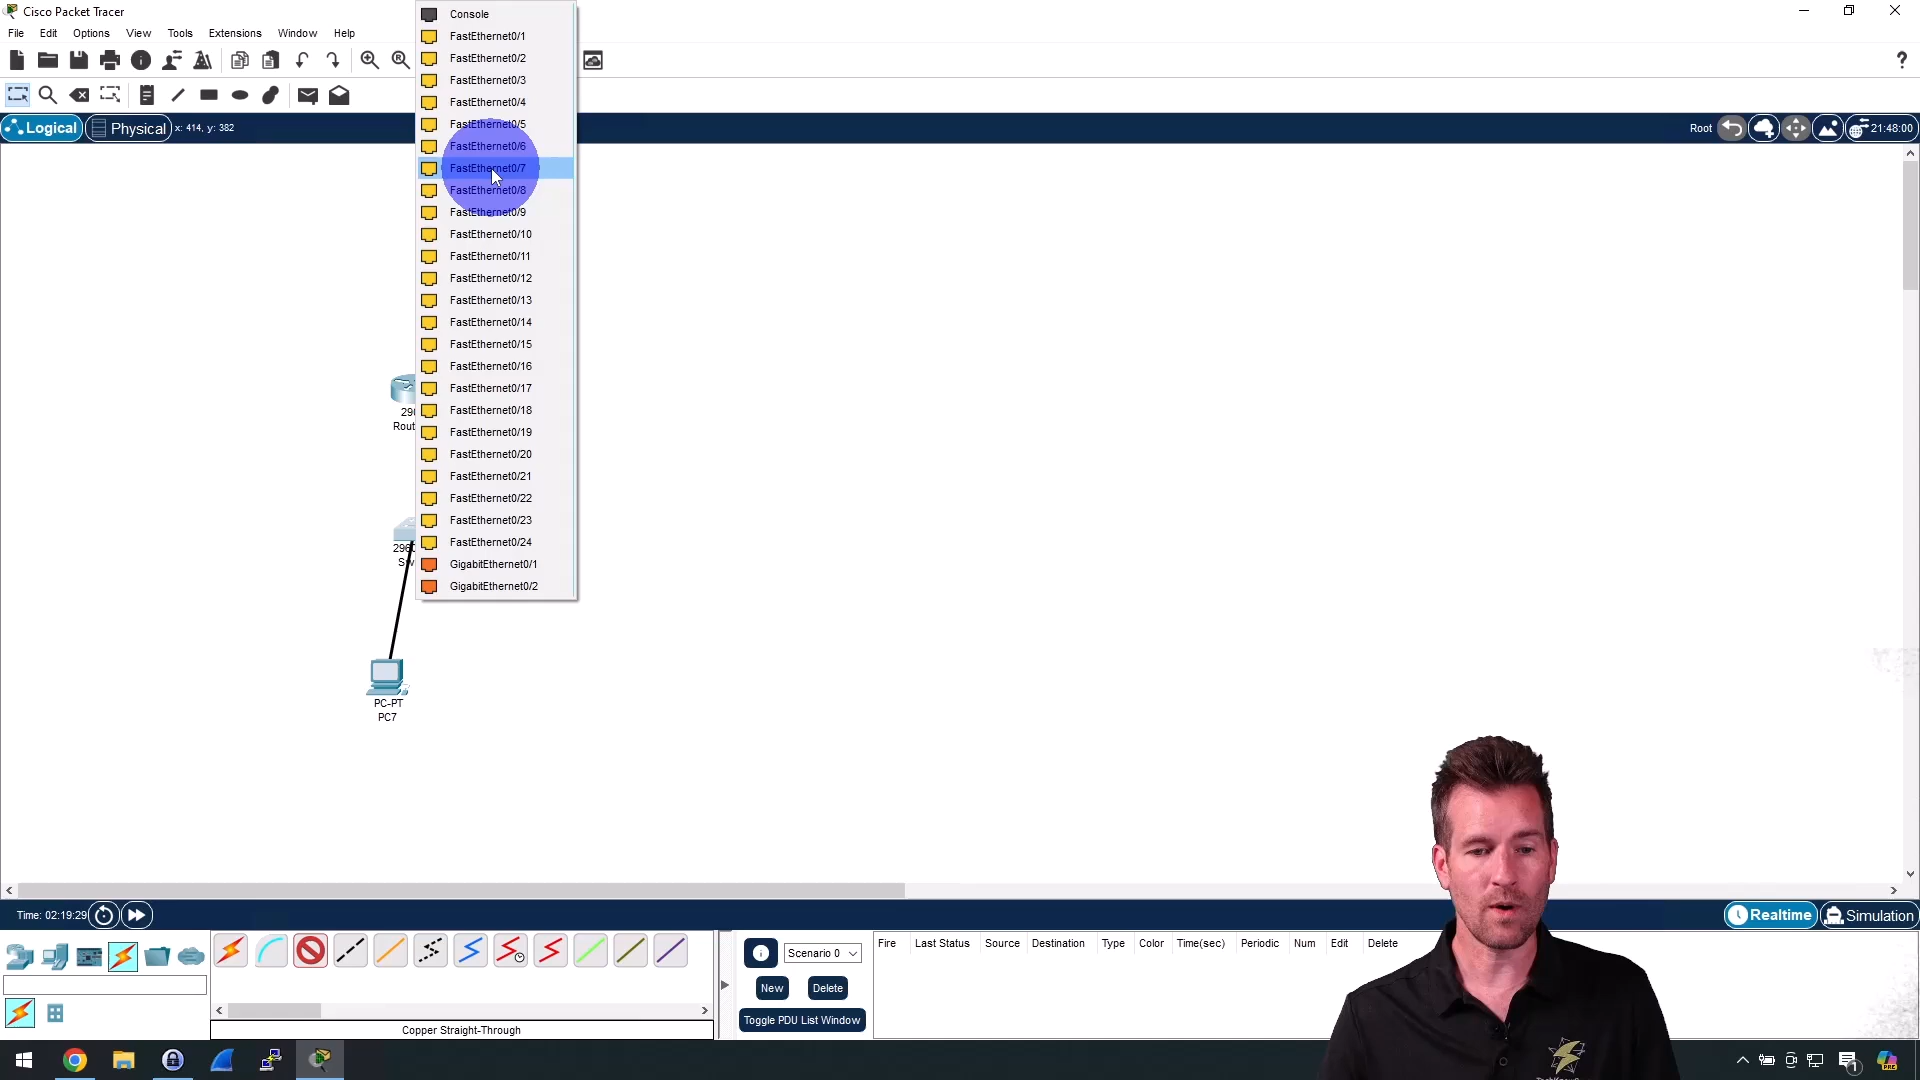 Cisco Packet Tracer
File Edit Options View Tools Extensions Window Help
Console
FastEthernet0/1
FastEthernet0/2
FastEthernet0/3
FastEthernet0/4
FastEthernet0/5
FastEthernet0/6
FastEthernet0/7
FastEthernet0/8
FastEthernet0/9
FastEthernet0/10
FastEthernet0/11
FastEthernet0/12
FastEthernet0/13
FastEthernet0/14
FastEthernet0/15
FastEthernet0/16
FastEthernet0/17
FastEthernet0/18
FastEthernet0/19
FastEthernet0/20
FastEthernet0/21
FastEthernet0/22
FastEthernet0/23
FastEthernet0/24
GigabitEthernet0/1
GigabitEthernet0/2
Logical Physical x: 414, y: 382
Root 21:48:00
290
Rout
296
PC-PT
PC7
Time: 02:19:29
Realtime Simulation
Copper Straight-Through
Scenario 0
New Delete
Toggle PDU List Window
Fire Last Status Source Destination Type Color Time(sec) Periodic Num Edit Delete
1
PRE